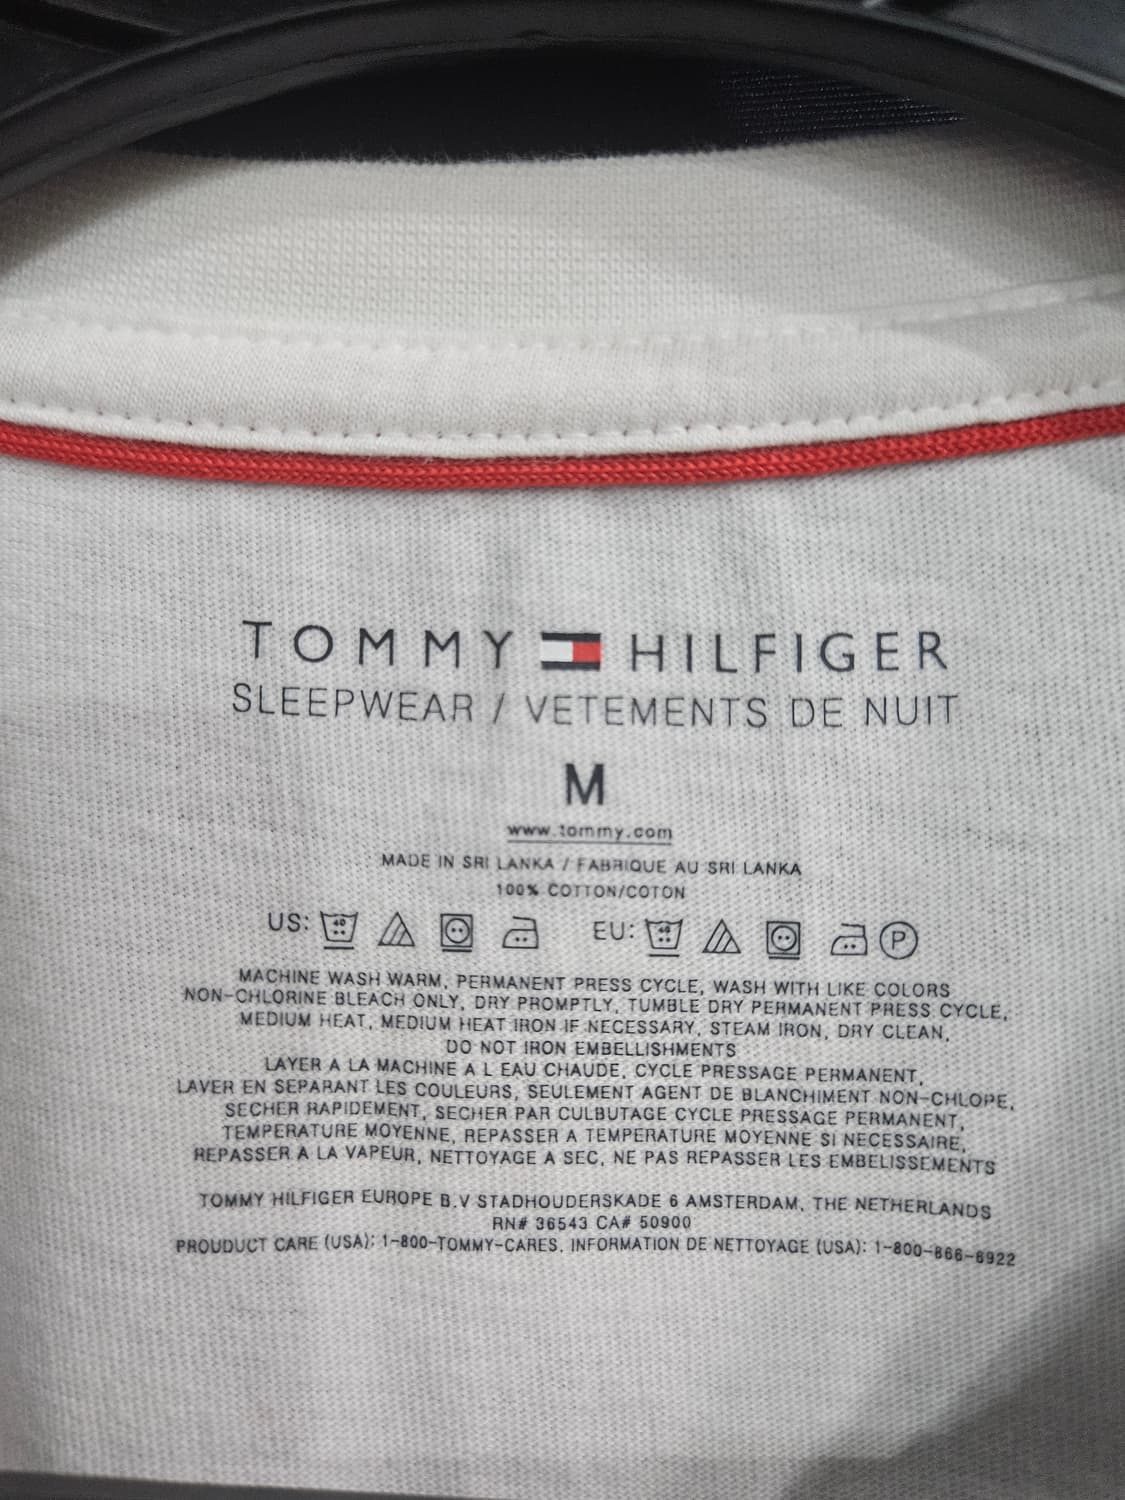 TOMMY HILFIGER
SLEEPWEAR / VETEMENTS DE NUIT
M
www.tommy.com
MADE IN SRI LANKA / FABRIQUE AU SRI LANKA
100% COTTON/COTON
US: 40 EU: 40 P
MACHINE WASH WARM, PERMANENT PRESS CYCLE, WASH WITH LIKE COLORS
NON-CHLORINE BLEACH ONLY, DRY PROMPTLY, TUMBLE DRY PERMANENT PRESS CYCLE,
MEDIUM HEAT, MEDIUM HEAT IRON IF NECESSARY, STEAM IRON, DRY CLEAN,
DO NOT IRON EMBELLISHMENTS
LAYER A LA MACHINE A L EAU CHAUDE, CYCLE PRESSAGE PERMANENT,
LAVER EN SEPARANT LES COULEURS, SEULEMENT AGENT DE BLANCHIMENT NON-CHLOPE,
SECHER RAPIDEMENT, SECHER PAR CULBUTAGE CYCLE PRESSAGE PERMANENT,
TEMPERATURE MOYENNE, REPASSER A TEMPERATURE MOYENNE SI NECESSAIRE,
REPASSER A LA VAPEUR, NETTOYAGE A SEC, NE PAS REPASSER LES EMBELISSEMENTS
TOMMY HILFIGER EUROPE B.V STADHOUDERSKADE 6 AMSTERDAM, THE NETHERLANDS
RN# 36543 CA# 50900
PROUDUCT CARE (USA): 1-800-TOMMY-CARES, INFORMATION DE NETTOYAGE (USA): 1-800-866-6922